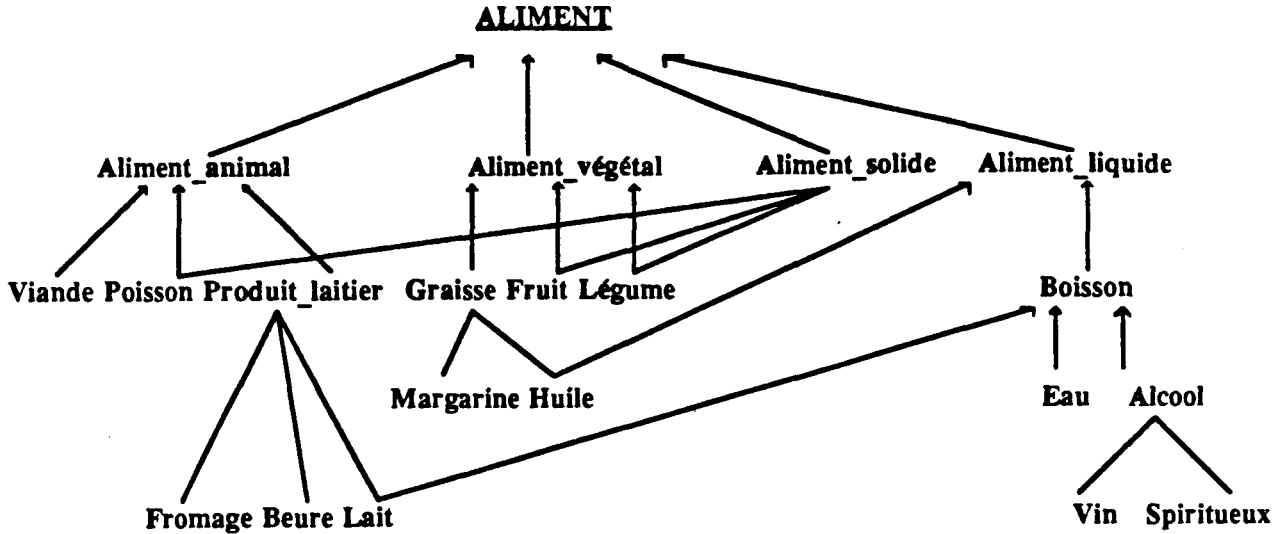 ALIMENT
Aliment_animal Aliment_végétal Aliment_solide Aliment_liquide
Viande Poisson Produit_laitier Graisse Fruit Légume Boisson
Margarine Huile Eau Alcool
Fromage Beure Lait Vin Spiritueux